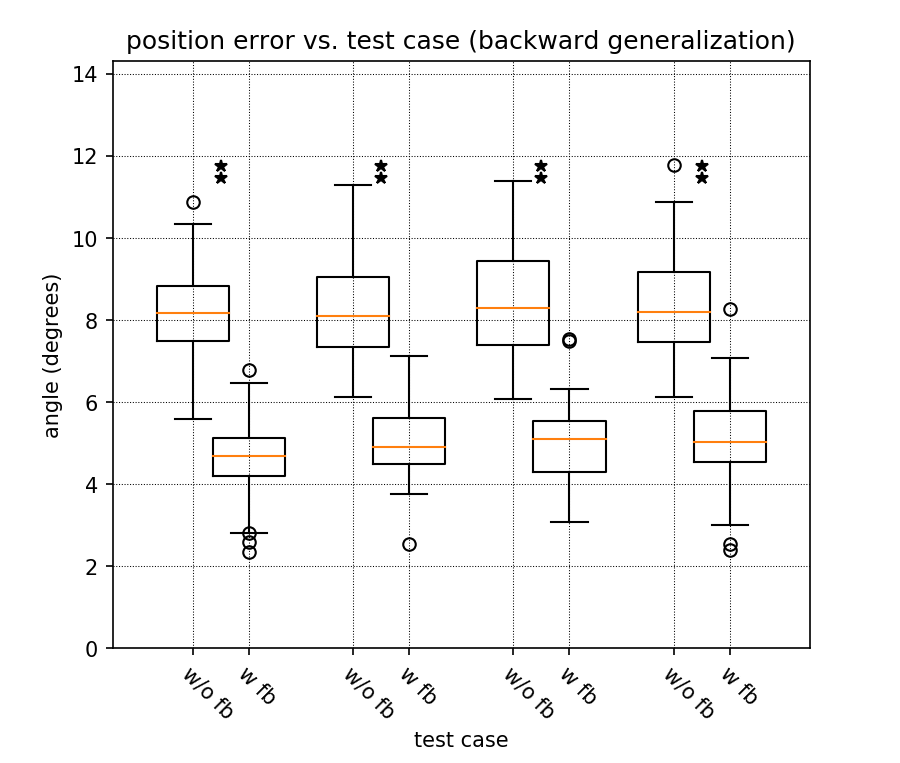 position error vs. test case (backward generalization)
14
12
10
8
6
4
2
0
angle (degrees)
w/o fb
w fb
w/o fb
w fb
w/o fb
w fb
w/o fb
w fb
test case